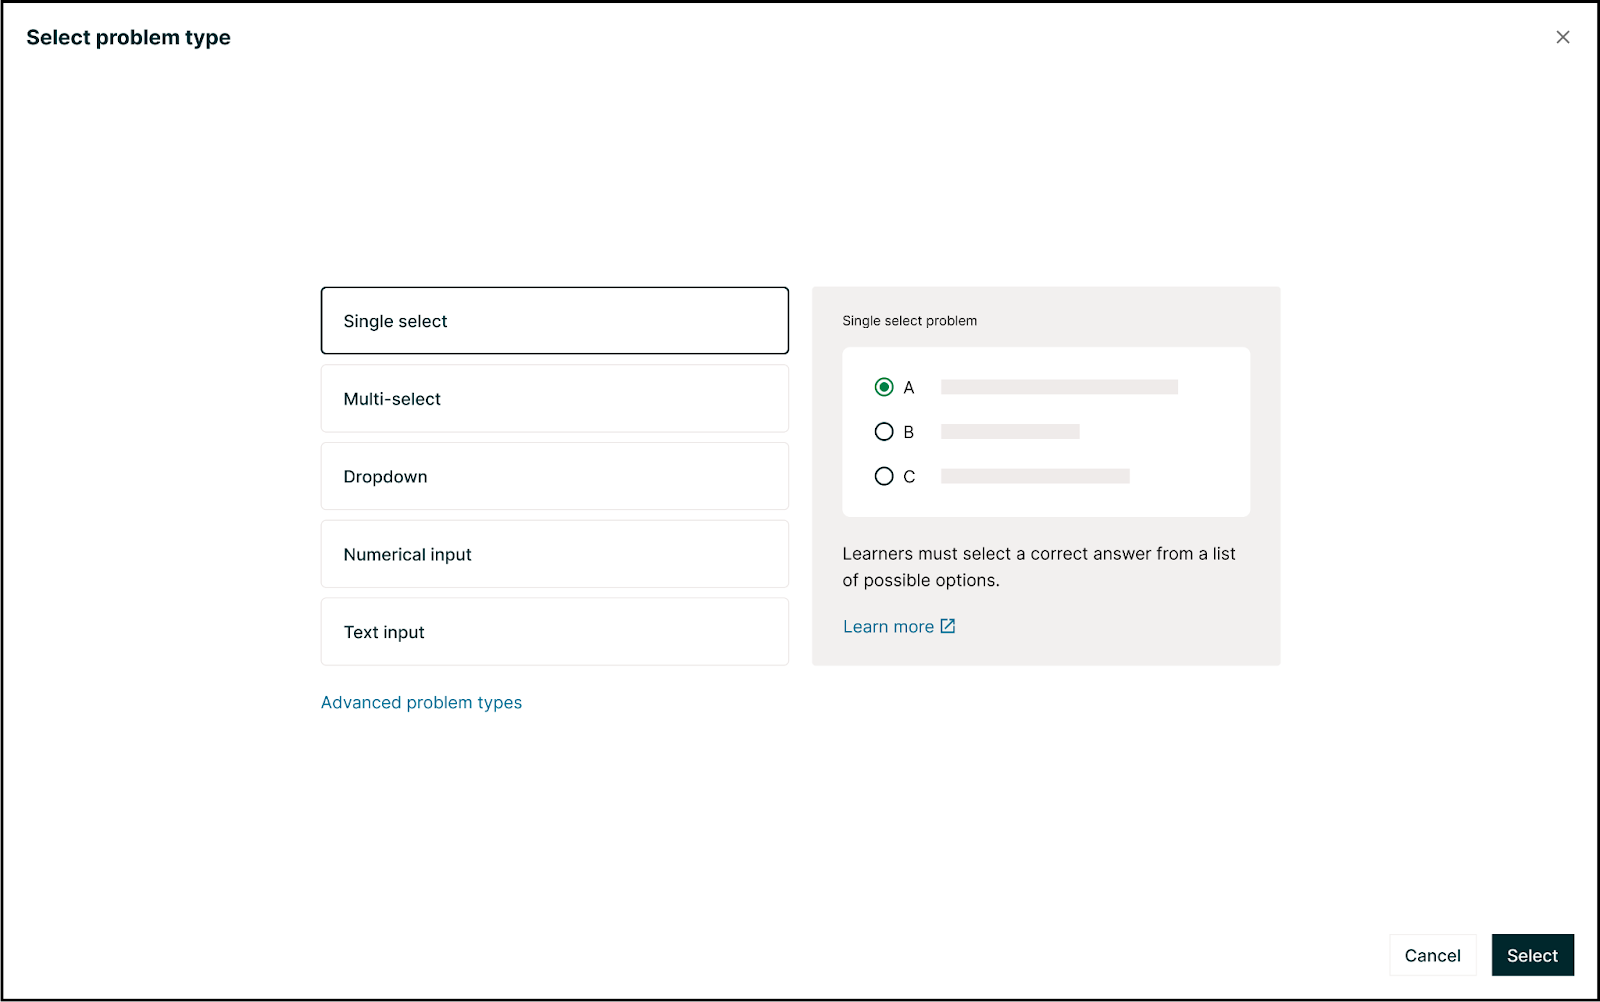 Select problem type
Single select
Multi-select
Dropdown
Numerical input
Text input
Advanced problem types
Single select problem
A
B
C
Learners must select a correct answer from a list
of possible options.
Learn more
Cancel
Select